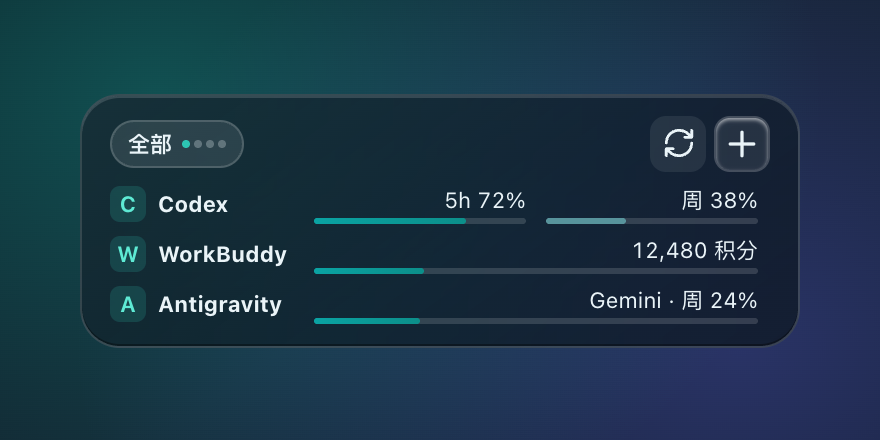 全部
C Codex 5h 72% 周 38%
W WorkBuddy 12,480 积分
A Antigravity Gemini · 周 24%